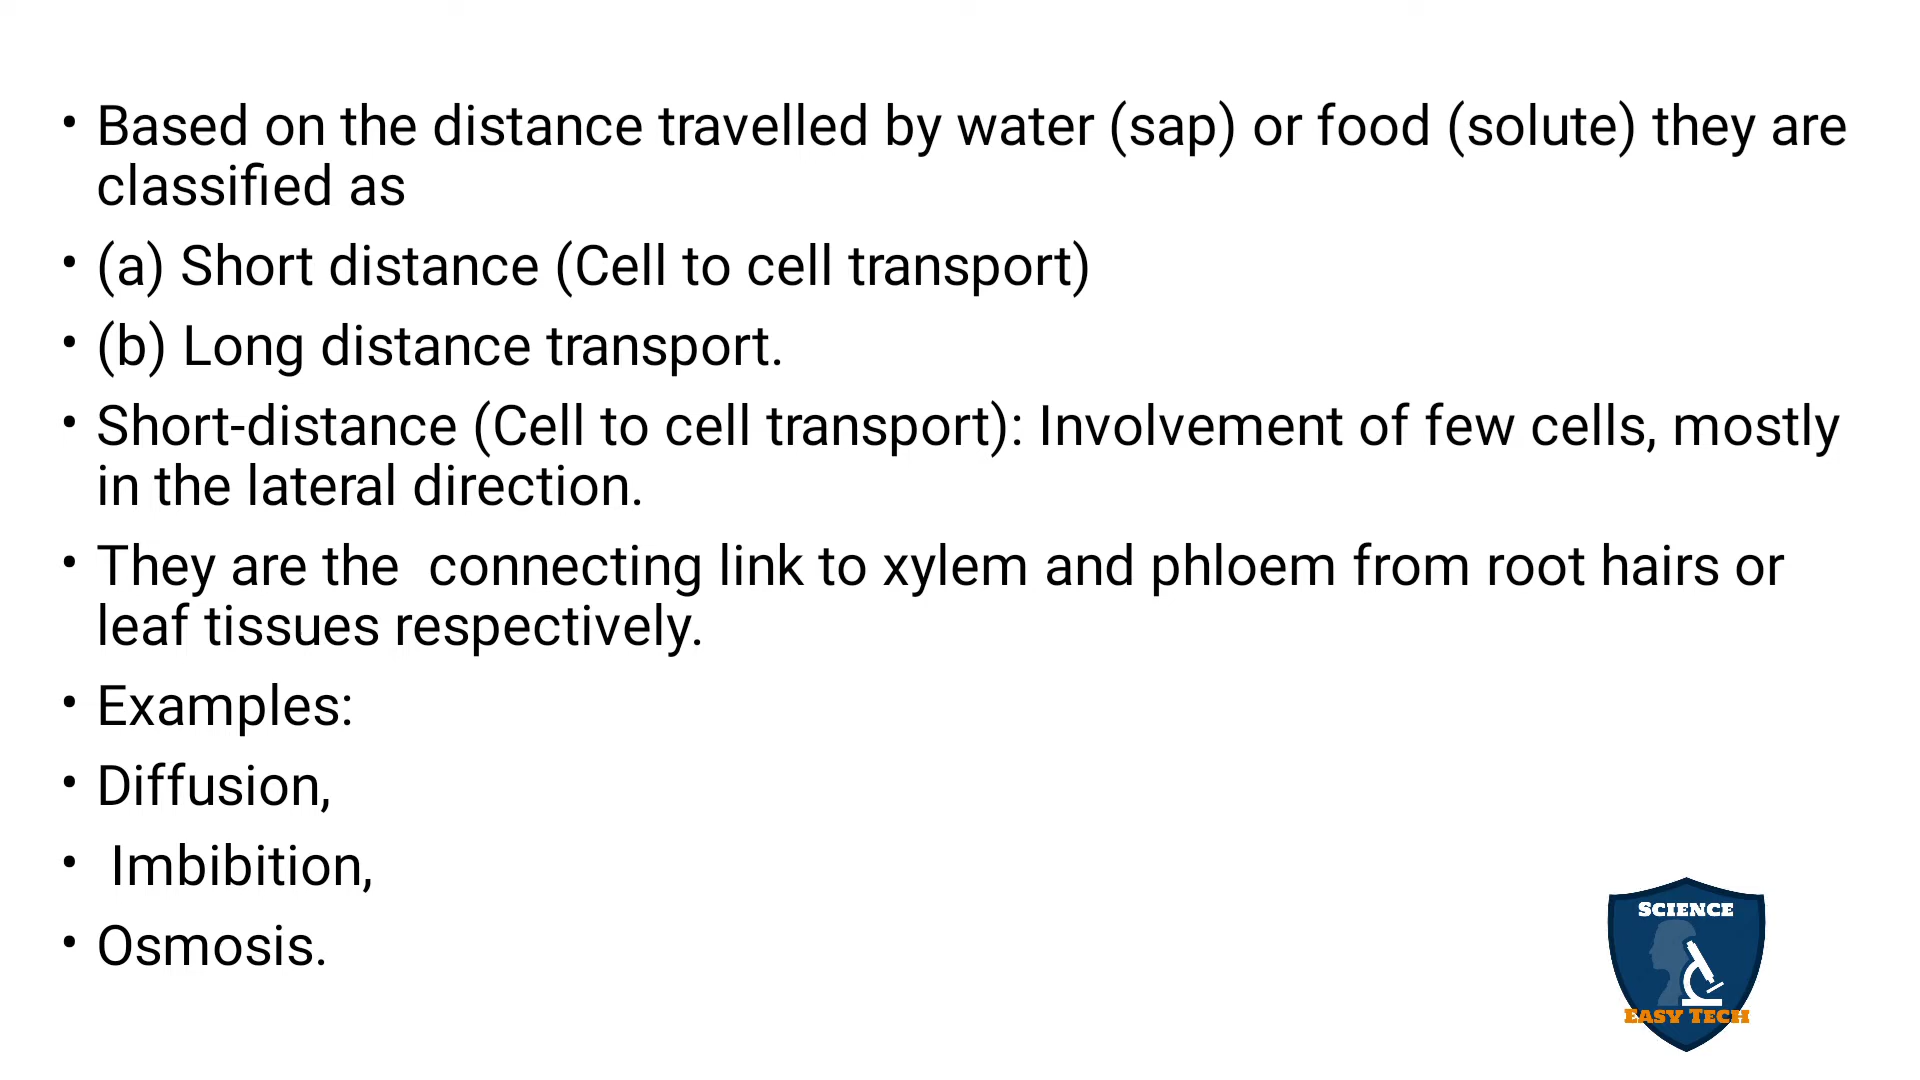 • Based on the distance travelled by water (sap) or food (solute) they are
classified as
• (a) Short distance (Cell to cell transport)
• (b) Long distance transport.
• Short-distance (Cell to cell transport): Involvement of few cells, mostly
in the lateral direction.
• They are the  connecting link to xylem and phloem from root hairs or
leaf tissues respectively.
• Examples:
• Diffusion,
•  Imbibition,
• Osmosis.
SCIENCE
EASY TECH